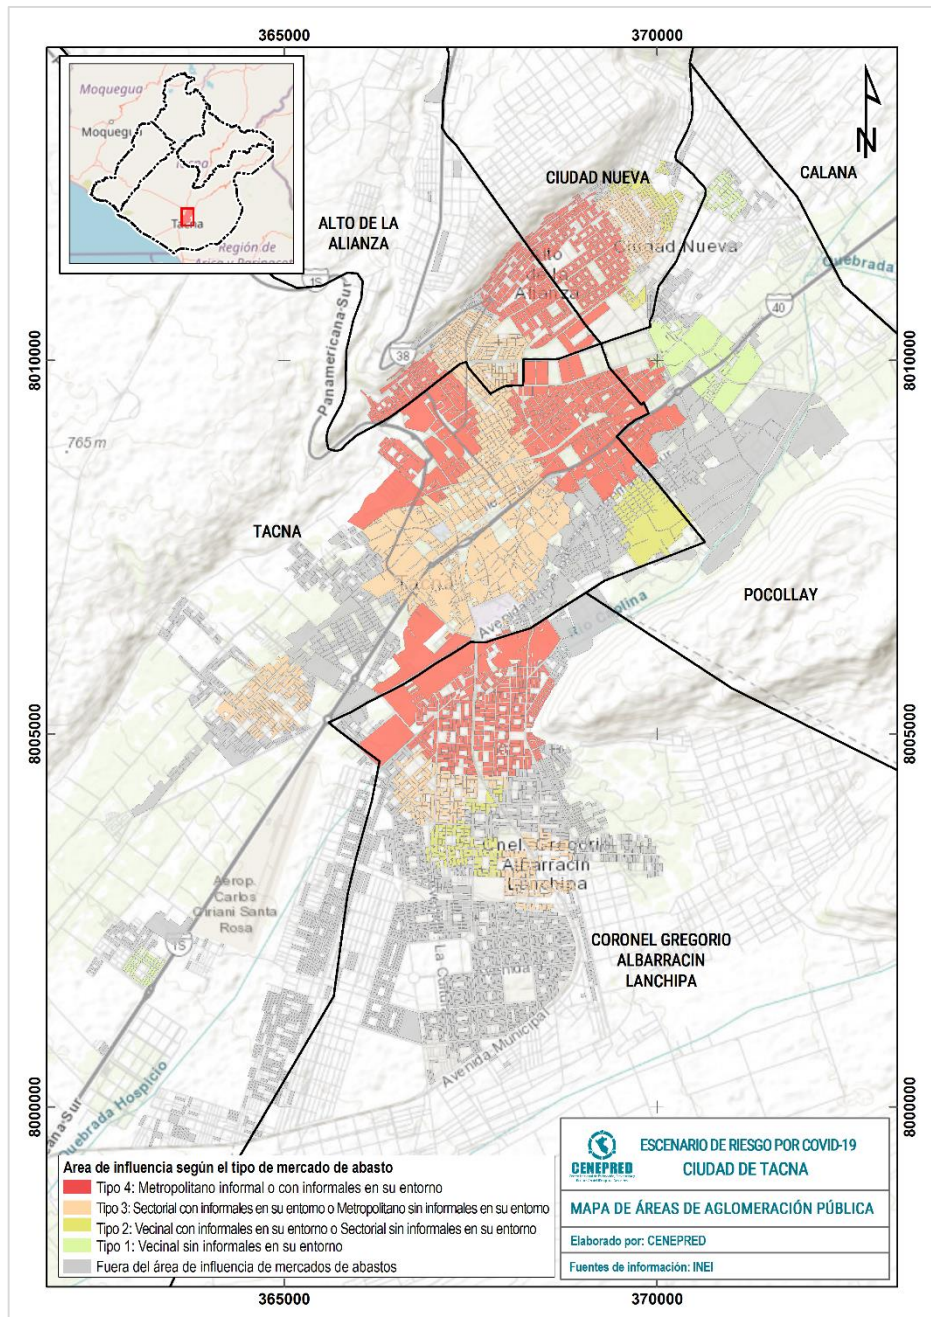 365000
370000
Moquegua
Moquegua
Tacna
Tacna
Región de
Arica y Parinacota
N
CIUDAD NUEVA
CALANA
ALTO DE LA
ALIANZA
Ciudad Nueva
Alto
de la
Alianza
Quebrada
1S
40
38
Panamericana Sur
8010000
8010000
765 m
TACNA
Tacna
POCOLLAY
Avenida
Río Caplina
8005000
8005000
Cnel. Gregorio
Albarracín
Lanchipa
Aerop.
Carlos
Ciriani Santa
Rosa
1S
CORONEL GREGORIO
ALBARRACIN
LANCHIPA
La Cultura
Avenida
Avenida Municipal
8000000
8000000
Quebrada Hospicio
cana Sur
Area de influencia según el tipo de mercado de abasto
Tipo 4: Metropolitano informal o con informales en su entorno
Tipo 3: Sectorial con informales en su entorno o Metropolitano sin informales en su entorno
Tipo 2: Vecinal con informales en su entorno o Sectorial sin informales en su entorno
Tipo 1: Vecinal sin informales en su entorno
Fuera del área de influencia de mercados de abastos
CENEPRED
ESCENARIO DE RIESGO POR COVID-19
CIUDAD DE TACNA
MAPA DE ÁREAS DE AGLOMERACIÓN PÚBLICA
Elaborado por: CENEPRED
Fuentes de información: INEI
365000
370000